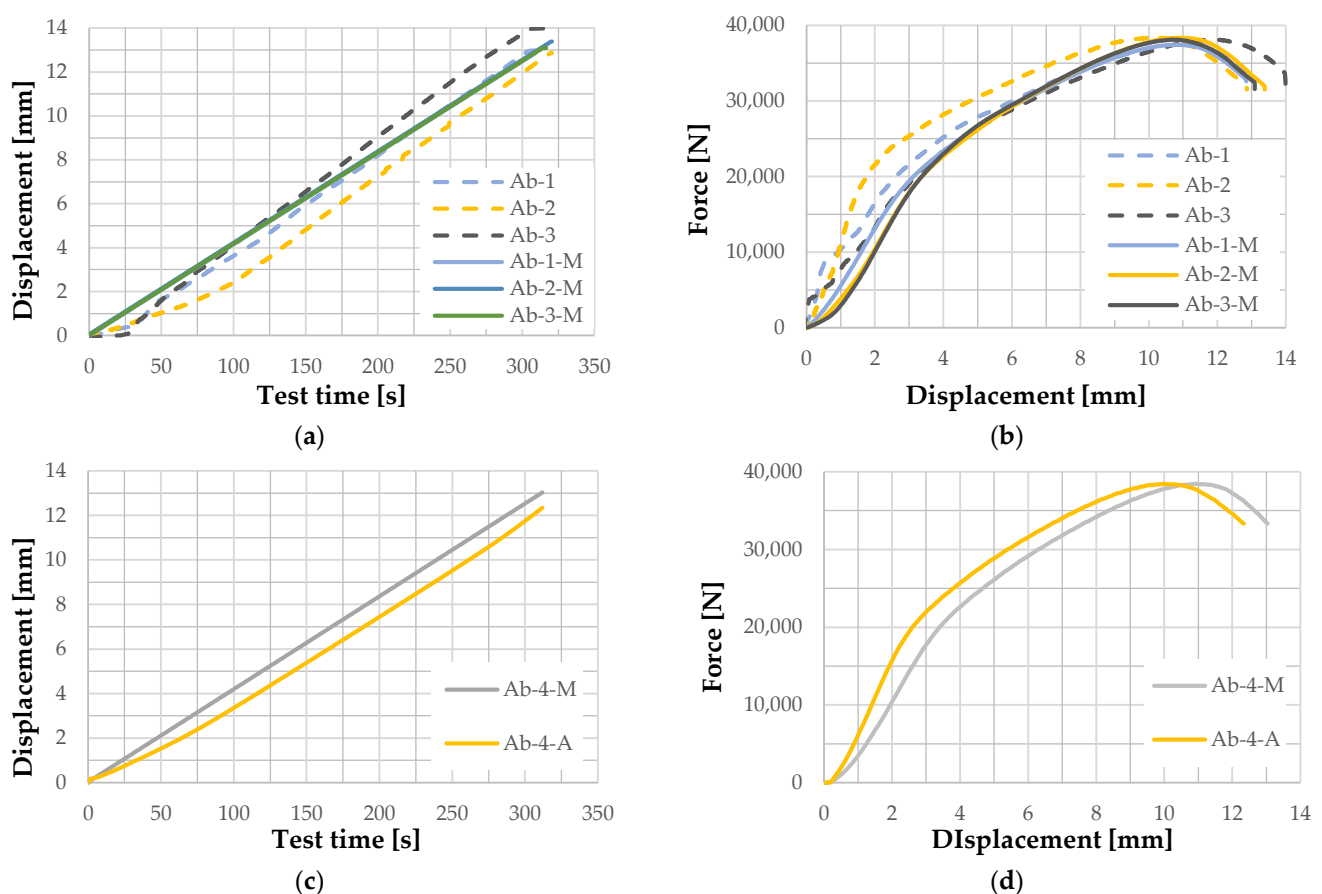 (a)
14
12
10
8
6
4
2
0
Displacement [mm]
0 50 100 150 200 250 300 350
Test time [s]
Ab-1
Ab-2
Ab-3
Ab-1-M
Ab-2-M
Ab-3-M
(b)
40,000
30,000
20,000
10,000
0
Force [N]
0 2 4 6 8 10 12 14
Displacement [mm]
Ab-1
Ab-2
Ab-3
Ab-1-M
Ab-2-M
Ab-3-M
(a)
(b)
14
12
10
8
6
4
2
0
Displacement [mm]
0 50 100 150 200 250 300 350
Test time [s]
Ab-4-M
Ab-4-A
(c)
40,000
30,000
20,000
10,000
0
Force [N]
0 2 4 6 8 10 12 14
DIsplacement [mm]
Ab-4-M
Ab-4-A
(d)